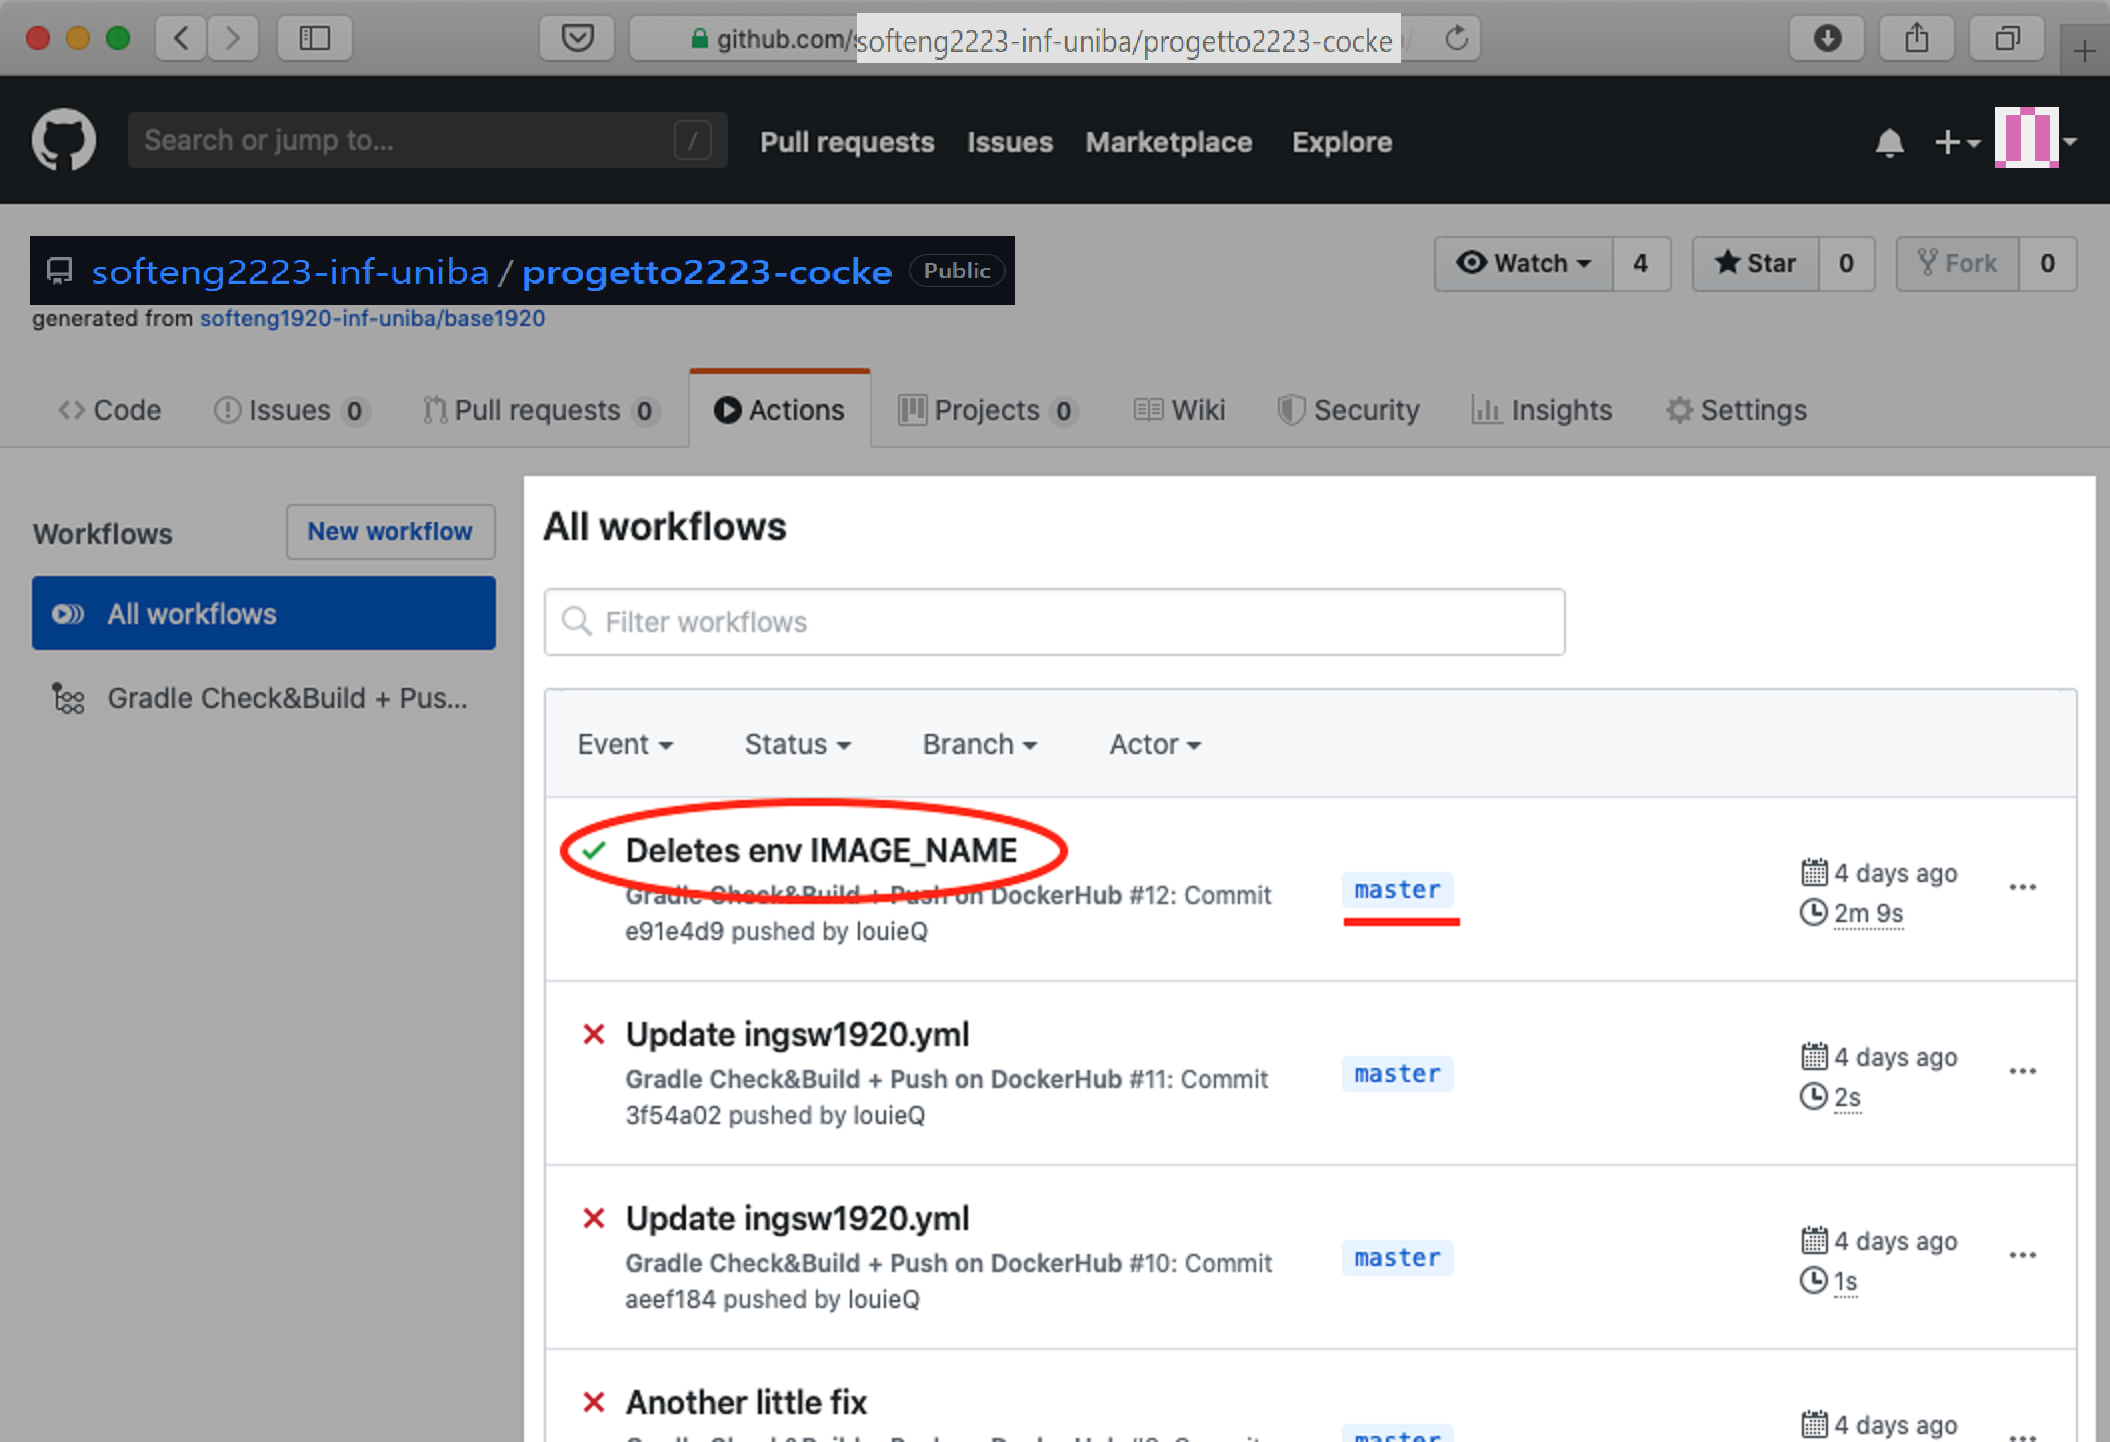 github.com/softeng2223-inf-uniba/progetto2223-cocke
Search or jump to... /
Pull requests Issues Marketplace Explore
softeng2223-inf-uniba / progetto2223-cocke Public
Watch 4 Star 0 Fork 0
generated from softeng1920-inf-uniba/base1920
Code Issues 0 Pull requests 0 Actions Projects 0 Wiki Security Insights Settings
Workflows New workflow
All workflows
Gradle Check&Build + Pus...
All workflows
Filter workflows
Event Status Branch Actor
Deletes env IMAGE_NAME
Gradle Check&Build + Push on DockerHub #12: Commit
e91e4d9 pushed by louieQ
master
4 days ago
2m 9s
Update ingsw1920.yml
Gradle Check&Build + Push on DockerHub #11: Commit
3f54a02 pushed by louieQ
master
4 days ago
2s
Update ingsw1920.yml
Gradle Check&Build + Push on DockerHub #10: Commit
aeef184 pushed by louieQ
master
4 days ago
1s
Another little fix
master
4 days ago